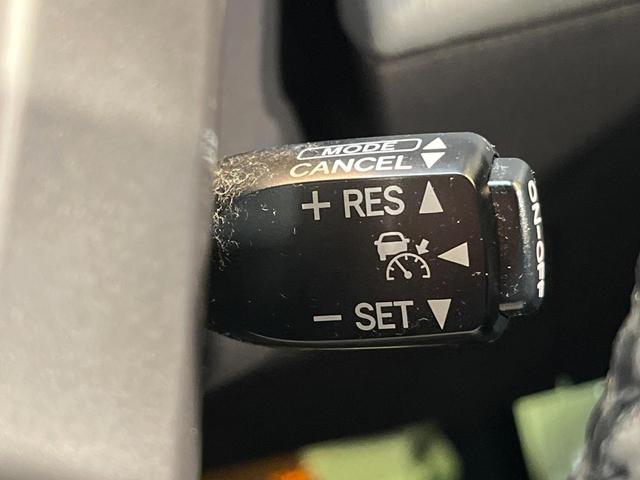 MODE
CANCEL
+ RES
- SET
ON-OFF